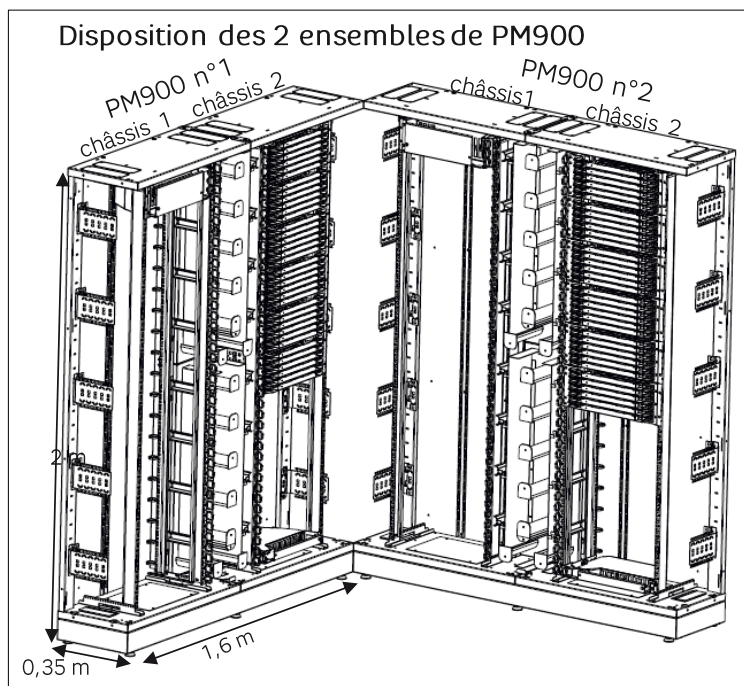 Disposition des 2 ensembles de PM900
PM900 n°1
châssis 1
châssis 2
PM900 n°2
châssis1
châssis 2
2 m
0,35 m
1,6 m